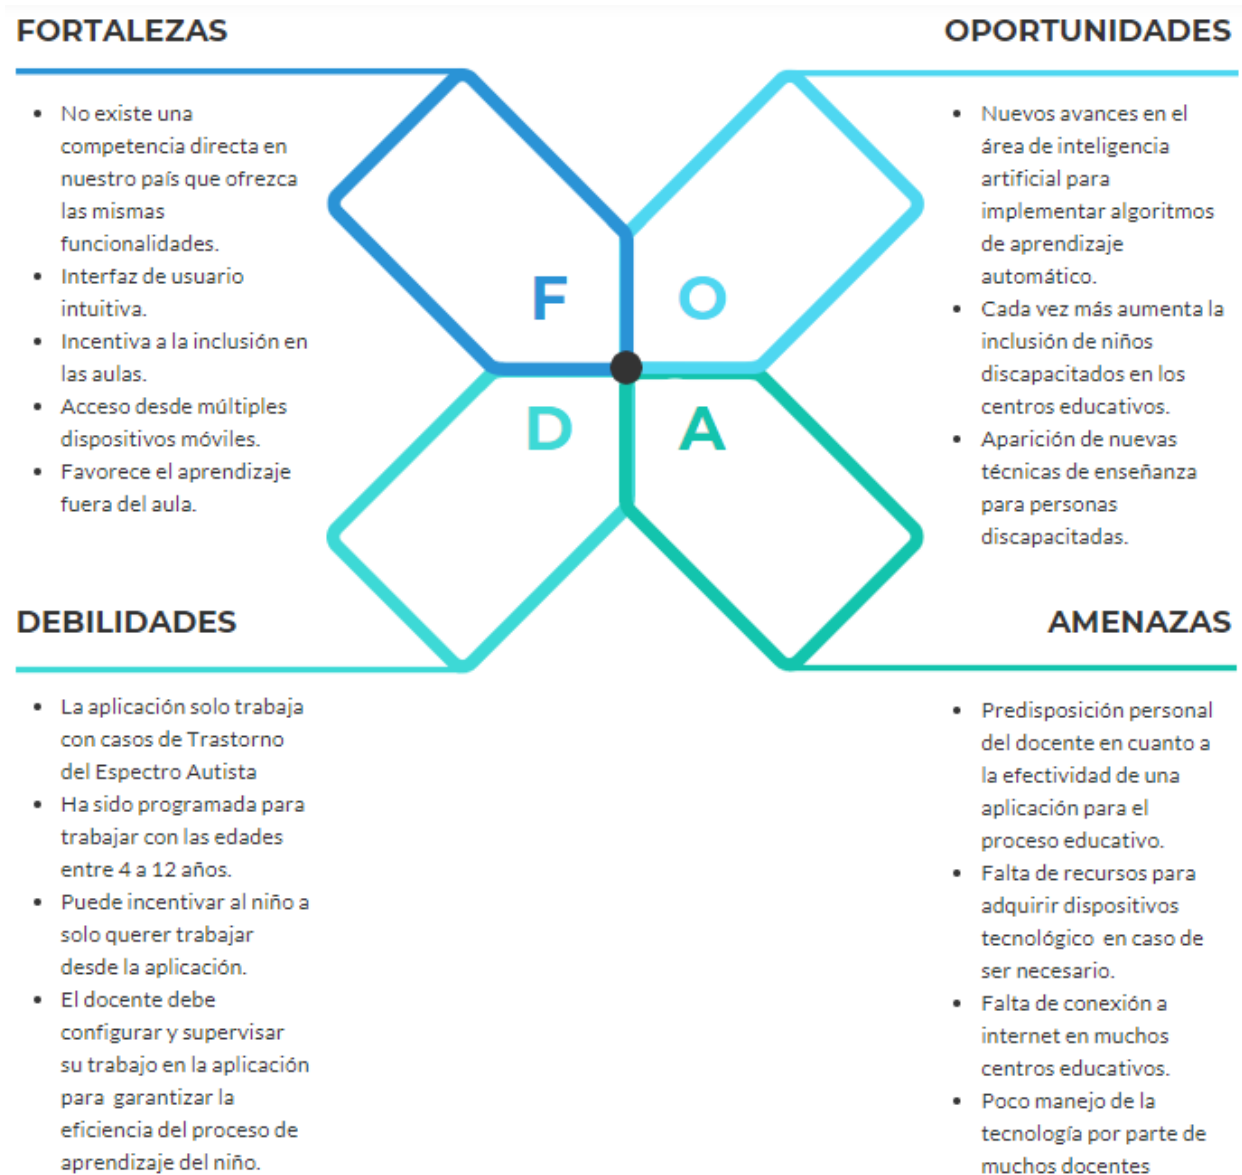 FORTALEZAS
No existe una
competencia directa en
nuestro país que ofrezca
las mismas
funcionalidades.
Interfaz de usuario
intuitiva.
Incentiva a la inclusión en
las aulas.
Acceso desde múltiples
dispositivos móviles.
Favorece el aprendizaje
fuera del aula.
OPORTUNIDADES
Nuevos avances en el
área de inteligencia
artificial para
implementar algoritmos
de aprendizaje
automático.
Cada vez más aumenta la
inclusión de niños
discapacitados en los
centros educativos.
Aparición de nuevas
técnicas de enseñanza
para personas
discapacitadas.
F
O
D
A
DEBILIDADES
La aplicación solo trabaja
con casos de Trastorno
del Espectro Autista
Ha sido programada para
trabajar con las edades
entre 4 a 12 años.
Puede incentivar al niño a
solo querer trabajar
desde la aplicación.
El docente debe
configurar y supervisar
su trabajo en la aplicación
para garantizar la
eficiencia del proceso de
aprendizaje del niño.
AMENAZAS
Predisposición personal
del docente en cuanto a
la efectividad de una
aplicación para el
proceso educativo.
Falta de recursos para
adquirir dispositivos
tecnológico en caso de
ser necesario.
Falta de conexión a
internet en muchos
centros educativos.
Poco manejo de la
tecnología por parte de
muchos docentes